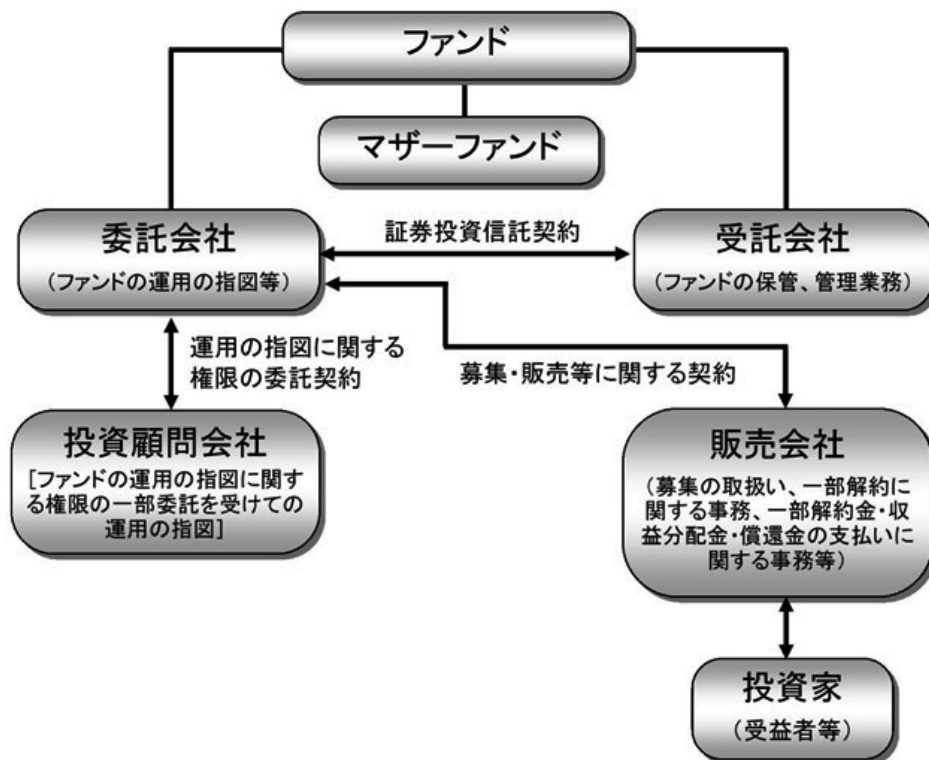 ファンド
マザーファンド
委託会社
（ファンドの運用の指図等）
証券投資信託契約
受託会社
（ファンドの保管、管理業務）
運用の指図に関する
権限の委託契約
募集・販売等に関する契約
投資顧問会社
［ファンドの運用の指図に関す
る権限の一部委託を受けての
運用の指図］
販売会社
（募集の取扱い、一部解約に
関する事務、一部解約金・収
益分配金・償還金の支払いに
関する事務等）
投資家
（受益者等）